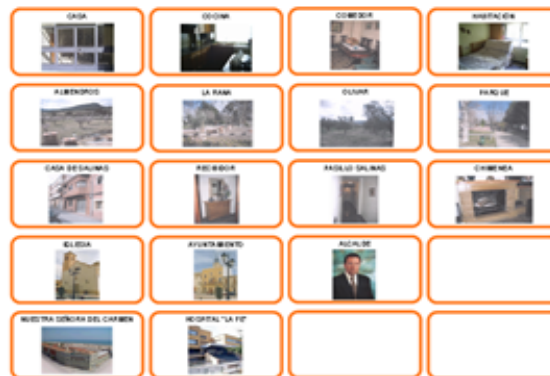 CASA
COCINA
COMEDOR
HABITACIÓN
ALMENDROS
LA RANA
OLIVAR
PARQUE
CASA DE SALINAS
RECIBIDOR
PASILLO SALINAS
CHIMENEA
IGLESIA
AYUNTAMIENTO
ALCALDE
NUESTRA SEÑORA DEL CARMEN
HOSPITAL "LA FE"